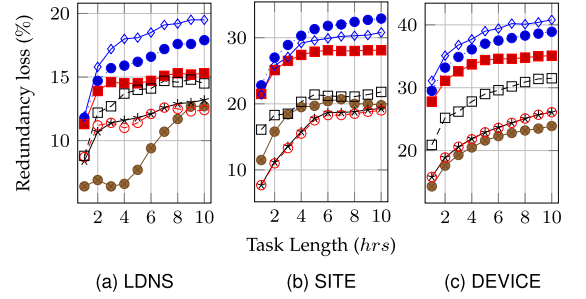 Redundancy loss (%)
20
15
10
2 4 6 8 10
30
20
10
2 4 6 8 10
40
30
20
2 4 6 8 10
Task Length (hrs)
(a) LDNS
(b) SITE
(c) DEVICE